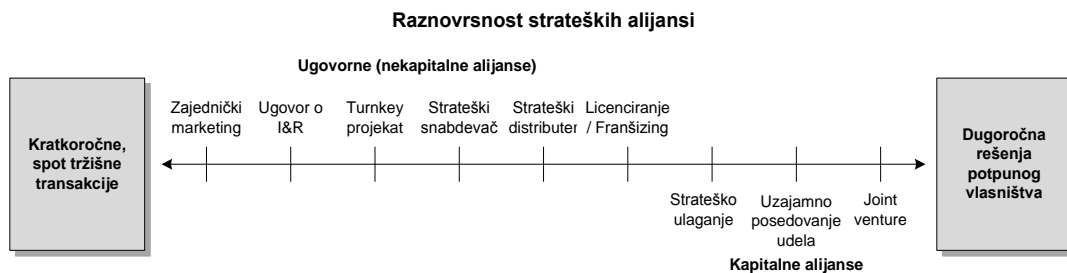 Raznovrsnost strateških alijansi
Ugovorne (nekapitalne alijanse)
Kratkoročne,
spot tržišne
transakcije
Zajednički
marketing
Ugovor o
I&R
Turnkey
projekat
Strateški
snabdevač
Strateški
distributer
Licenciranje
/ Franšizing
Strateško
ulaganje
Uzajamno
posedovanje
udela
Joint
venture
Kapitalne alijanse
Dugoročna
rešenja
potpunog
vlasništva